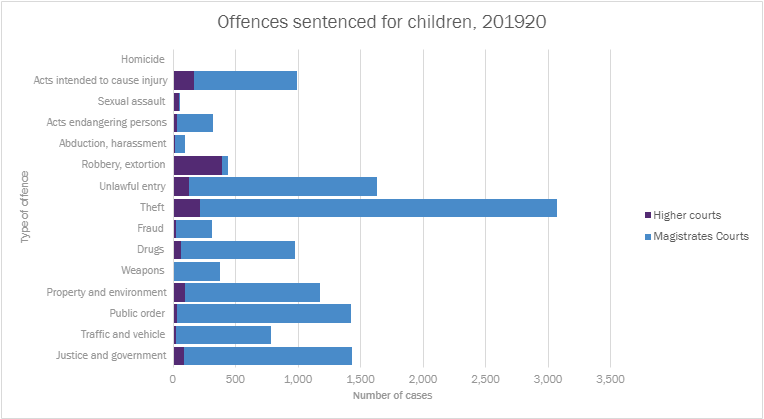 Offences sentenced for children, 2019-20
Homicide
Acts intended to cause injury
Sexual assault
Acts endangering persons
Abduction, harassment
Robbery, extortion
Unlawful entry
Theft
Fraud
Drugs
Weapons
Property and environment
Public order
Traffic and vehicle
Justice and government
Type of offence
0 500 1,000 1,500 2,000 2,500 3,000 3,500
Number of cases
Higher courts
Magistrates Courts